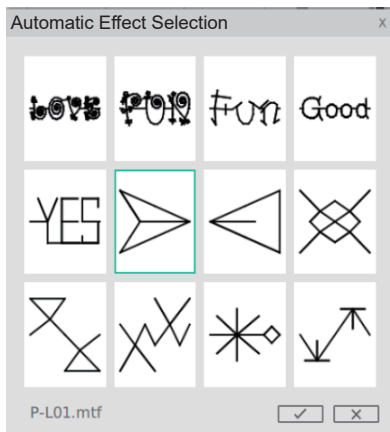 Automatic Effect Selection x
LOVE FUN Fun Good
YES
P-L01.mtf